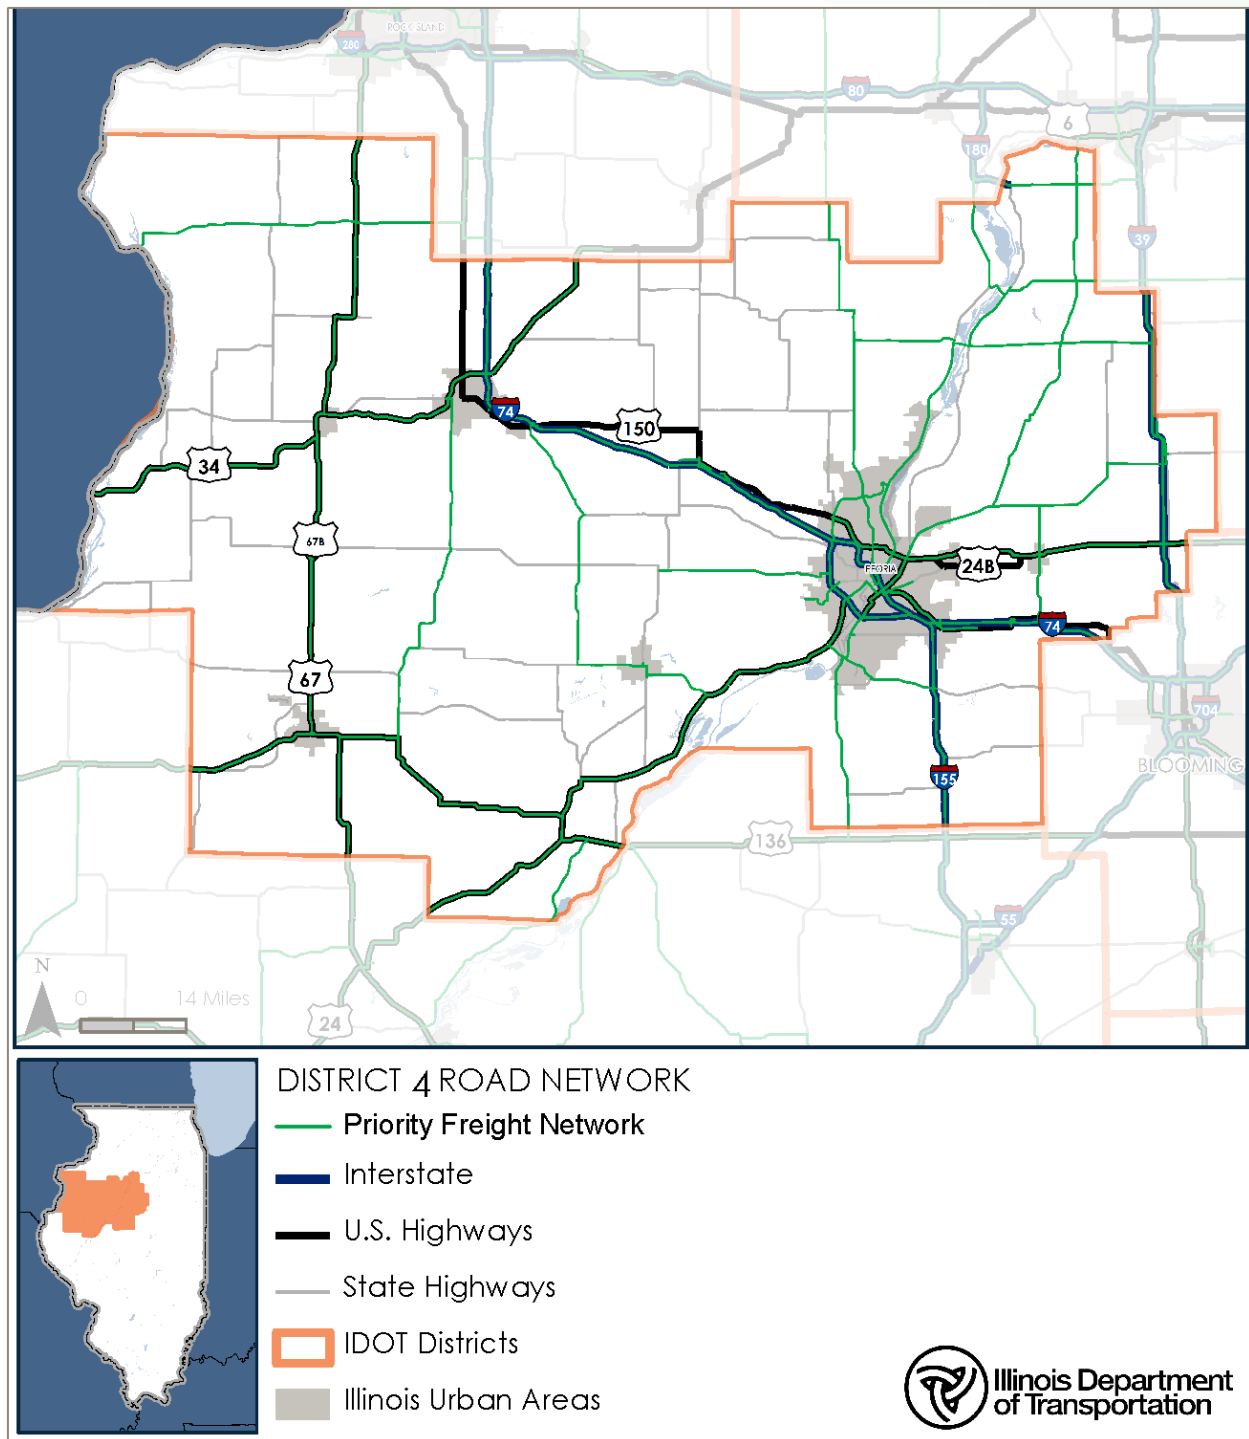 ROCK ISLAND
280
80
6
180
39
74
150
34
67B
PEORIA
24B
74
67
704
155
BLOOMING
136
55
N
0 14 Miles
24
DISTRICT 4 ROAD NETWORK
Priority Freight Network
Interstate
U.S. Highways
State Highways
IDOT Districts
Illinois Urban Areas
Illinois Department
of Transportation